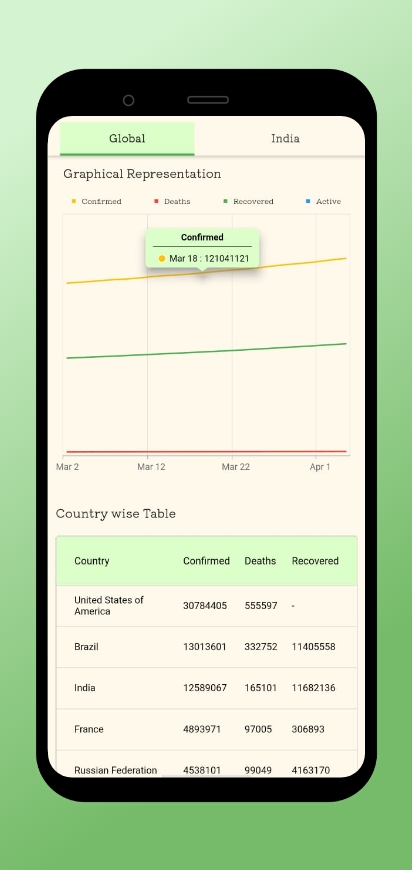 Global India
Graphical Representation
Confirmed Deaths Recovered Active
Confirmed
Mar 18 : 121041121
Mar 2 Mar 12 Mar 22 Apr 1
Country wise Table
Country Confirmed Deaths Recovered
United States of
America 30784405 555597 -
Brazil 13013601 332752 11405558
India 12589067 165101 11682136
France 4893971 97005 306893
Russian Federation 4538101 99049 4163170